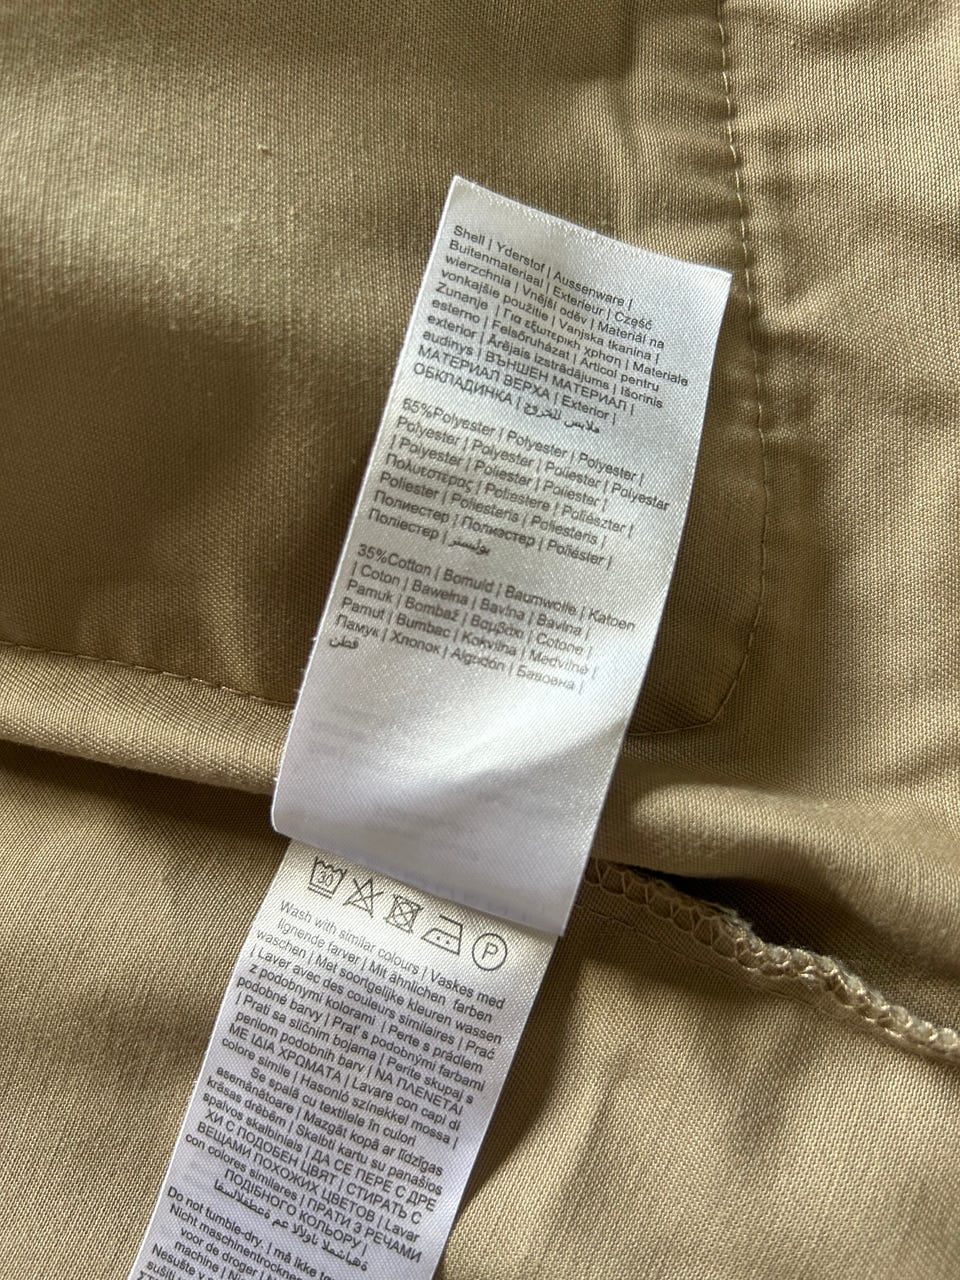 Shell | Yderstof | Aussenware |
Buitenmateriaal | Exterieur | Część
wierzchnia | Vnější oděv | Materiál na
vonkajšie použitie | Vanjska tkanina |
Zunanje | Για εξωτερική χρήση | Materiale
esterno | Felsőruházat | Articol pentru
exterior | Ārējais izstrādājums | Išorinis
audinys | ВЪНШЕН МАТЕРИАЛ |
МАТЕРИАЛ ВЕРХА | Exterior |
ОБКЛАДИНКА | ملابس للخروج
65%Polyester | Polyester | Polyester |
Polyester | Polyester | Poliester | Polyestar
| Polyester | Poliester | Poliester |
Πολυεστερας | Poliestere | Poliészter |
Poliester | Poliesteris | Poliesteris |
Полиестер | Полиэстер | Poliéster |
Поліестер | بوليستر
35%Cotton | Bomuld | Baumwolle | Katoen
| Coton | Bawełna | Bavlna | Bavlna |
Pamuk | Bombaž | Βαμβάκι | Cotone |
Pamut | Bumbac | Kokvilna | Medvilnė |
Памук | Хлопок | Algodón | Бавовна |
قطن
30
P
Wash with similar colours | Vaskes med
lignende farver | Mit ähnlichen farben
waschen | Met soortgelijke kleuren wassen
| Laver avec des couleurs similaires | Prać
z podobnymi kolorami | Perte s prádlem
podobné barvy | Prať s podobnými farbami
| Prati sa sličnim bojama | Perite skupaj s
perilom podobnih barv | ΝΑ ΠΛΕΝΕΤΑΙ
ΜΕ ΙΔΙΑ ΧΡΩΜΑΤΑ | Lavare con capi di
colore simile | Hasonló színekkel mossa |
Se spală cu textilele în culori
asemănătoare | Mazgāt kopā ar līdzīgas
krāsas drēbēm | Skalbti kartu su panašios
spalvos skalbiniais | ДА СЕ ПЕРЕ С ДРЕ
ХИ С ПОДОБЕН ЦВЯТ | СТИРАТЬ С
ВЕЩАМИ ПОХОЖИХ ЦВЕТОВ | Lavar
con colores similares | ПРАТИ З РЕЧАМИ
ПОДІБНОГО КОЛЬОРУ |
Do not tumble-dry. | må ikke
Nicht maschinentrockne
voor de droger
machine |
Nesušte v